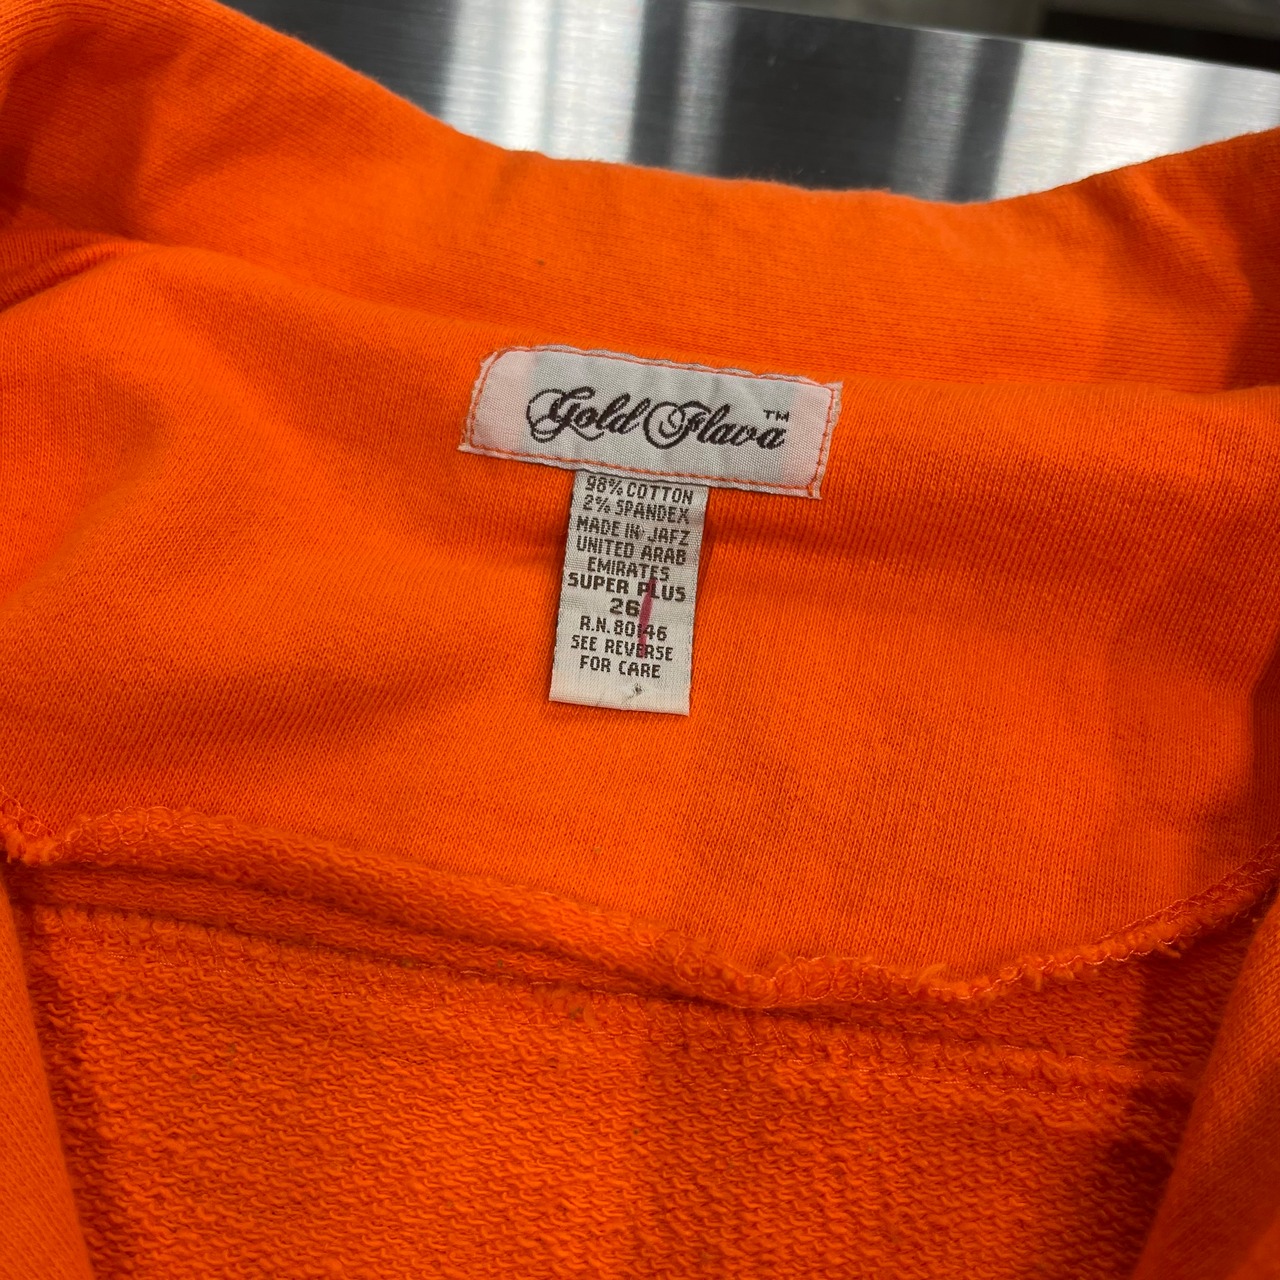 Gold Flava™
98% COTTON
2% SPANDEX
MADE IN JAFZ
UNITED ARAB
EMIRATES
SUPER PLUS
26
R.N. 80146
SEE REVERSE
FOR CARE